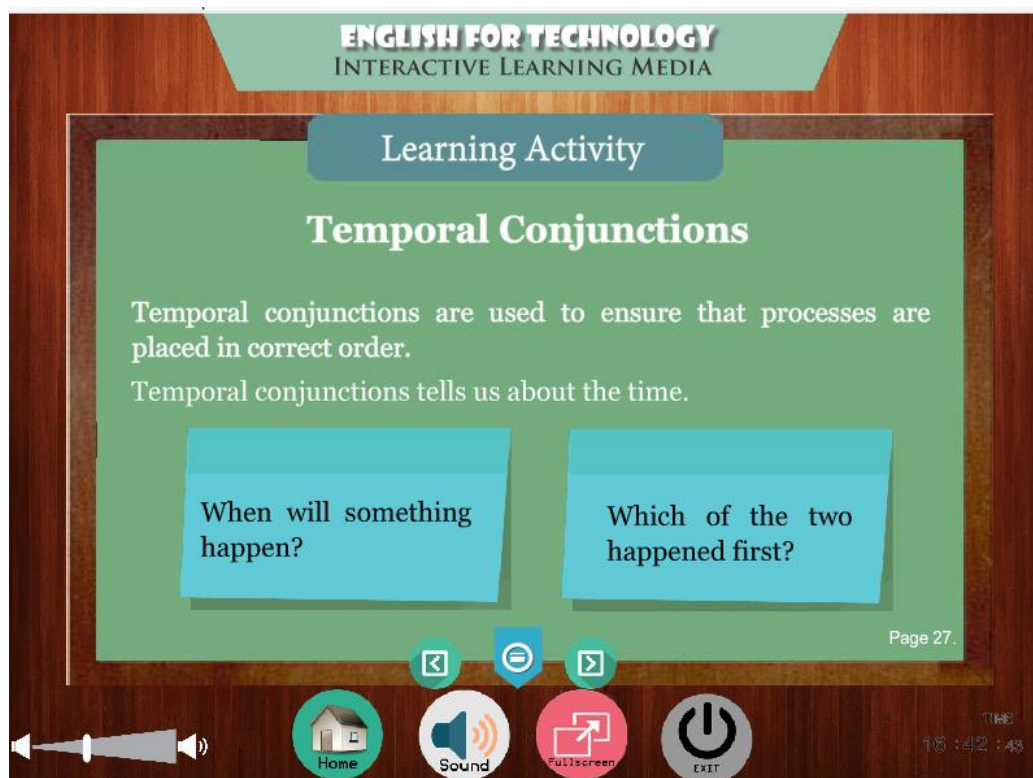 ENGLISH FOR TECHNOLOGY
INTERACTIVE LEARNING MEDIA
Learning Activity
Temporal Conjunctions
Temporal conjunctions are used to ensure that processes are
placed in correct order.
Temporal conjunctions tells us about the time.
When will something
happen?
Which of the two
happened first?
Page 27.
Home
Sound
Fullscreen
EXIT
TIME
16 : 42 : 43